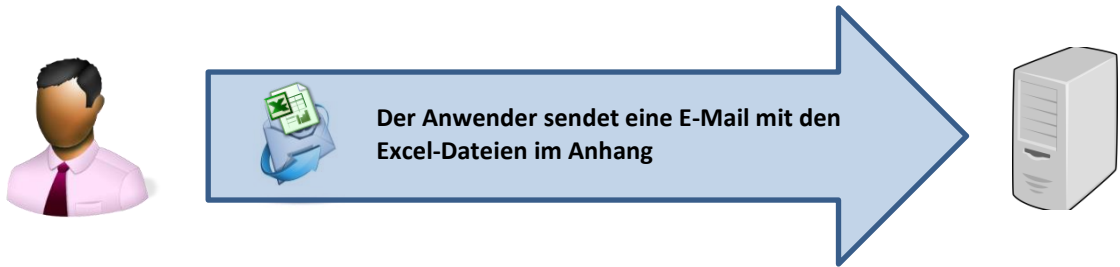 Der Anwender sendet eine E-Mail mit den
Excel-Dateien im Anhang